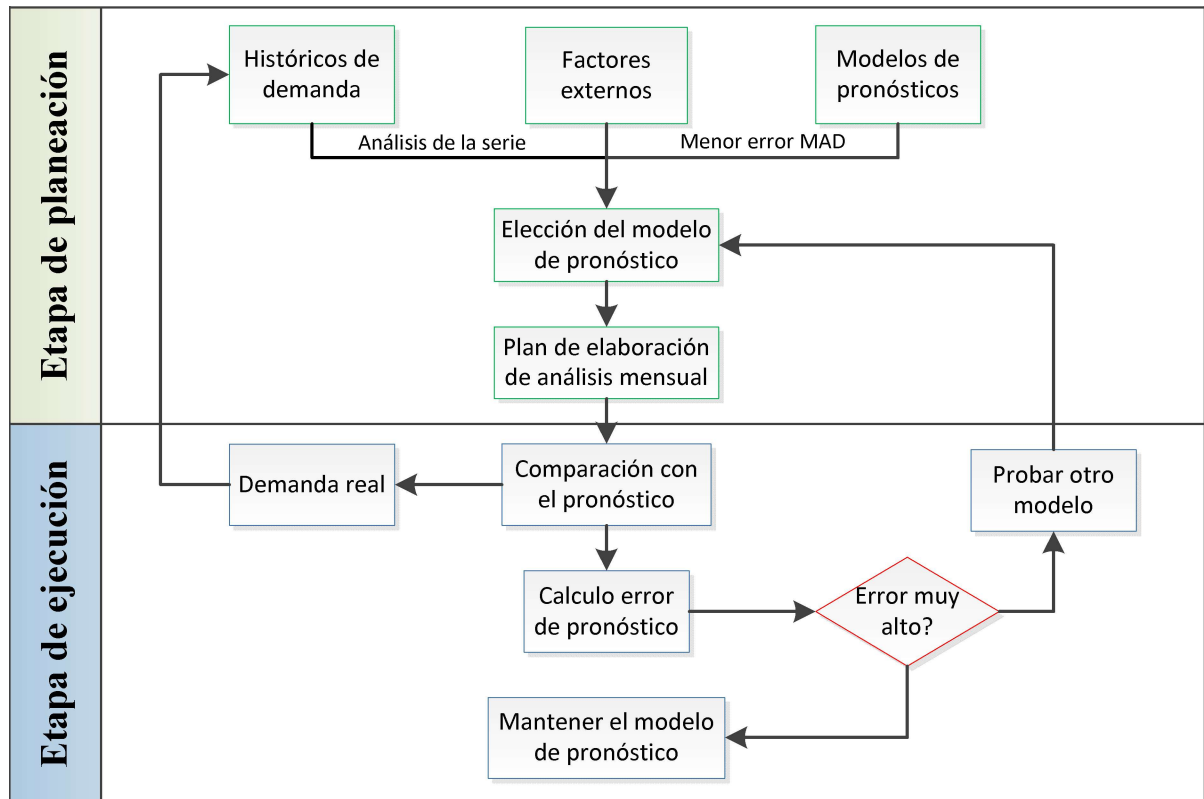 Etapa de planeación
Históricos de
demanda
Factores
externos
Modelos de
pronósticos
Análisis de la serie
Menor error MAD
Elección del modelo
de pronóstico
Plan de elaboración
de análisis mensual
Etapa de ejecución
Demanda real
Comparación con
el pronóstico
Probar otro
modelo
Calculo error
de pronóstico
Error muy
alto?
Mantener el modelo
de pronóstico